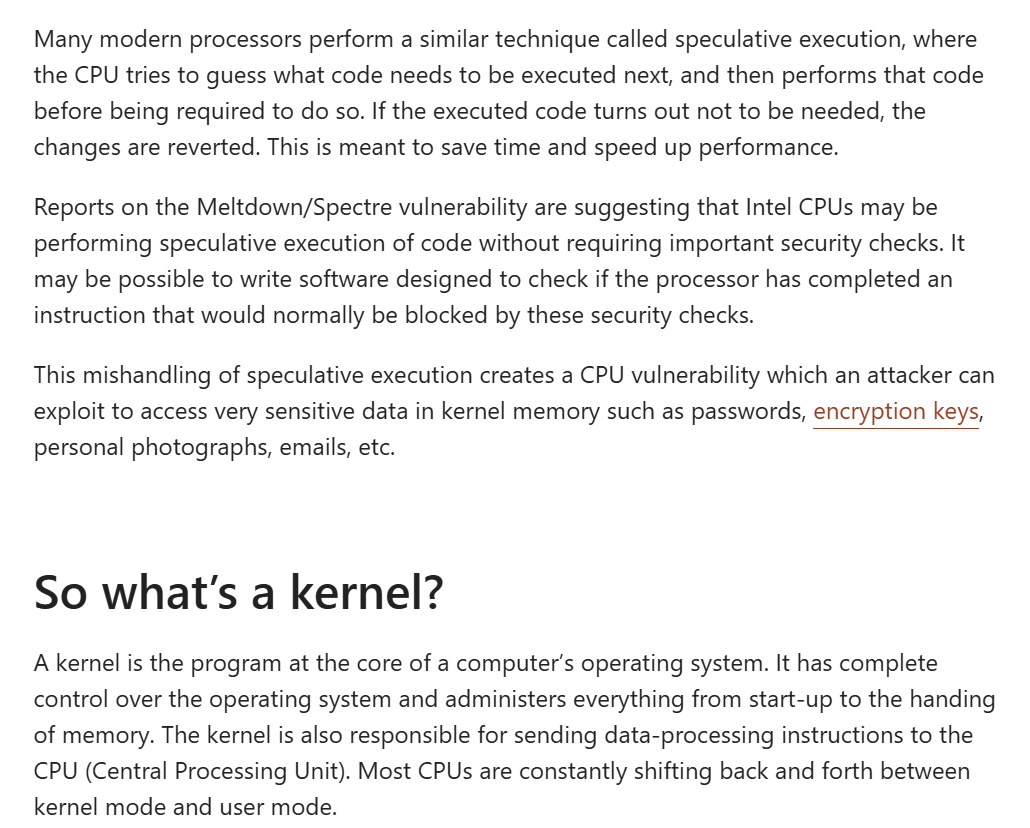 Many modern processors perform a similar technique called speculative execution, where
the CPU tries to guess what code needs to be executed next, and then performs that code
before being required to do so. If the executed code turns out not to be needed, the
changes are reverted. This is meant to save time and speed up performance.
Reports on the Meltdown/Spectre vulnerability are suggesting that Intel CPUs may be
performing speculative execution of code without requiring important security checks. It
may be possible to write software designed to check if the processor has completed an
instruction that would normally be blocked by these security checks.
This mishandling of speculative execution creates a CPU vulnerability which an attacker can
exploit to access very sensitive data in kernel memory such as passwords, encryption keys,
personal photographs, emails, etc.
So what’s a kernel?
A kernel is the program at the core of a computer’s operating system. It has complete
control over the operating system and administers everything from start-up to the handing
of memory. The kernel is also responsible for sending data-processing instructions to the
CPU (Central Processing Unit). Most CPUs are constantly shifting back and forth between
kernel mode and user mode.